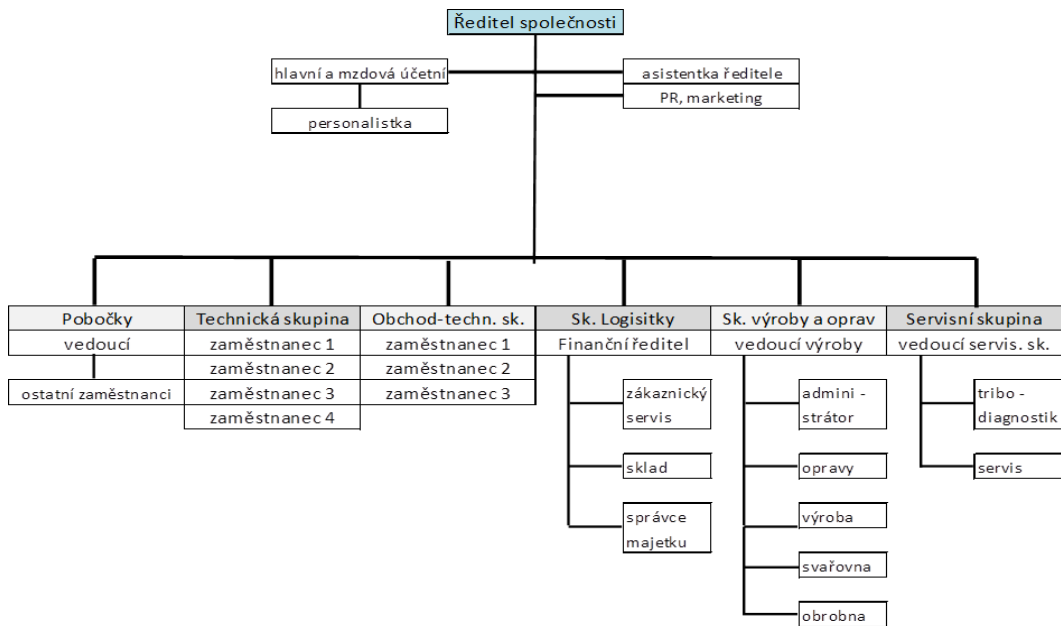 Ředitel společnosti
hlavní a mzdová účetní
asistentka ředitele
PR, marketing
personalistka
Pobočky
vedoucí
ostatní zaměstnanci
Technická skupina
zaměstnanec 1
zaměstnanec 2
zaměstnanec 3
zaměstnanec 4
Obchod-techn. sk.
zaměstnanec 1
zaměstnanec 2
zaměstnanec 3
Sk. Logisitky
Finanční ředitel
zákaznický
servis
sklad
správce
majetku
Sk. výroby a oprav
vedoucí výroby
admini -
strátor
opravy
výroba
svařovna
obrobna
Servisní skupina
vedoucí servis. sk.
tribo -
diagnostik
servis